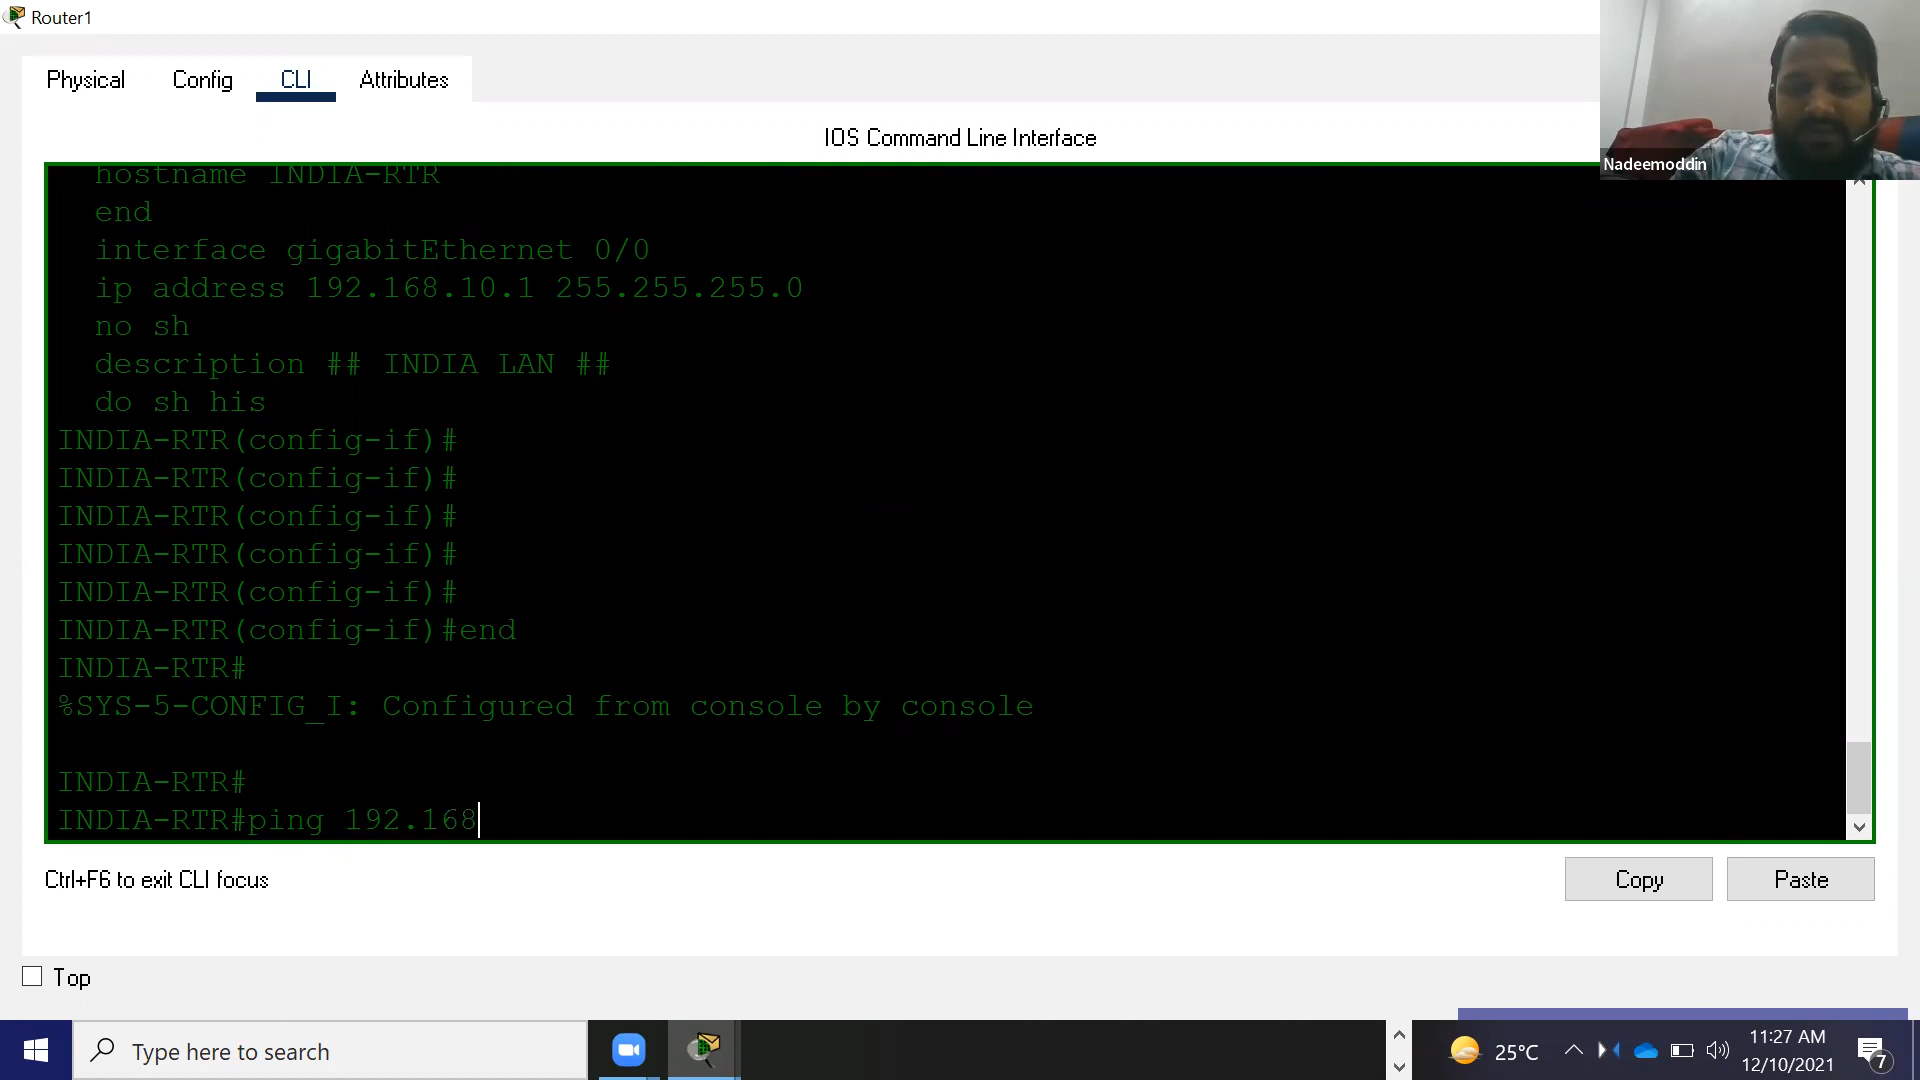 Router1
Physical
Config
CLI
Attributes
IOS Command Line Interface
Nadeemoddin
hostname INDIA-RTR
end
interface gigabitEthernet 0/0
ip address 192.168.10.1 255.255.255.0
no sh
description ## INDIA LAN ##
do sh his
INDIA-RTR(config-if)#
INDIA-RTR(config-if)#
INDIA-RTR(config-if)#
INDIA-RTR(config-if)#
INDIA-RTR(config-if)#
INDIA-RTR(config-if)#end
INDIA-RTR#
%SYS-5-CONFIG_I: Configured from console by console
INDIA-RTR#
INDIA-RTR#ping 192.168
Ctrl+F6 to exit CLI focus
Copy
Paste
Top
Type here to search
25°C
11:27 AM
12/10/2021
7